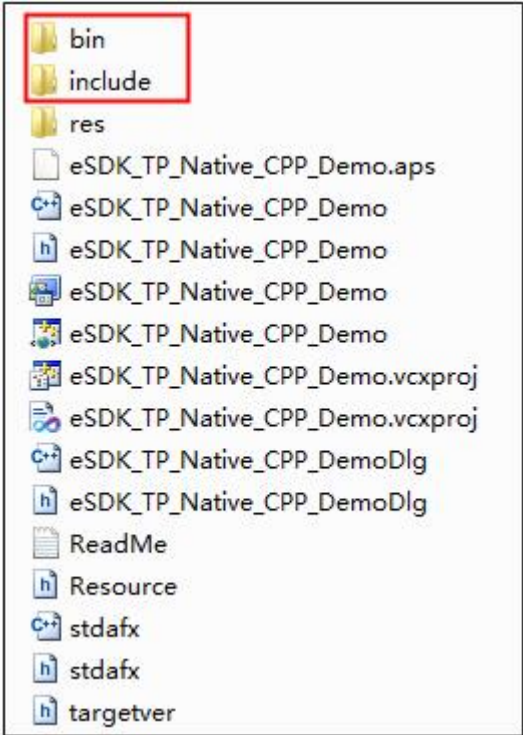 bin
include
res
eSDK_TP_Native_CPP_Demo.aps
eSDK_TP_Native_CPP_Demo
eSDK_TP_Native_CPP_Demo
eSDK_TP_Native_CPP_Demo
eSDK_TP_Native_CPP_Demo
eSDK_TP_Native_CPP_Demo.vcxproj
eSDK_TP_Native_CPP_Demo.vcxproj
eSDK_TP_Native_CPP_DemoDlg
eSDK_TP_Native_CPP_DemoDlg
ReadMe
Resource
stdafx
stdafx
targetver